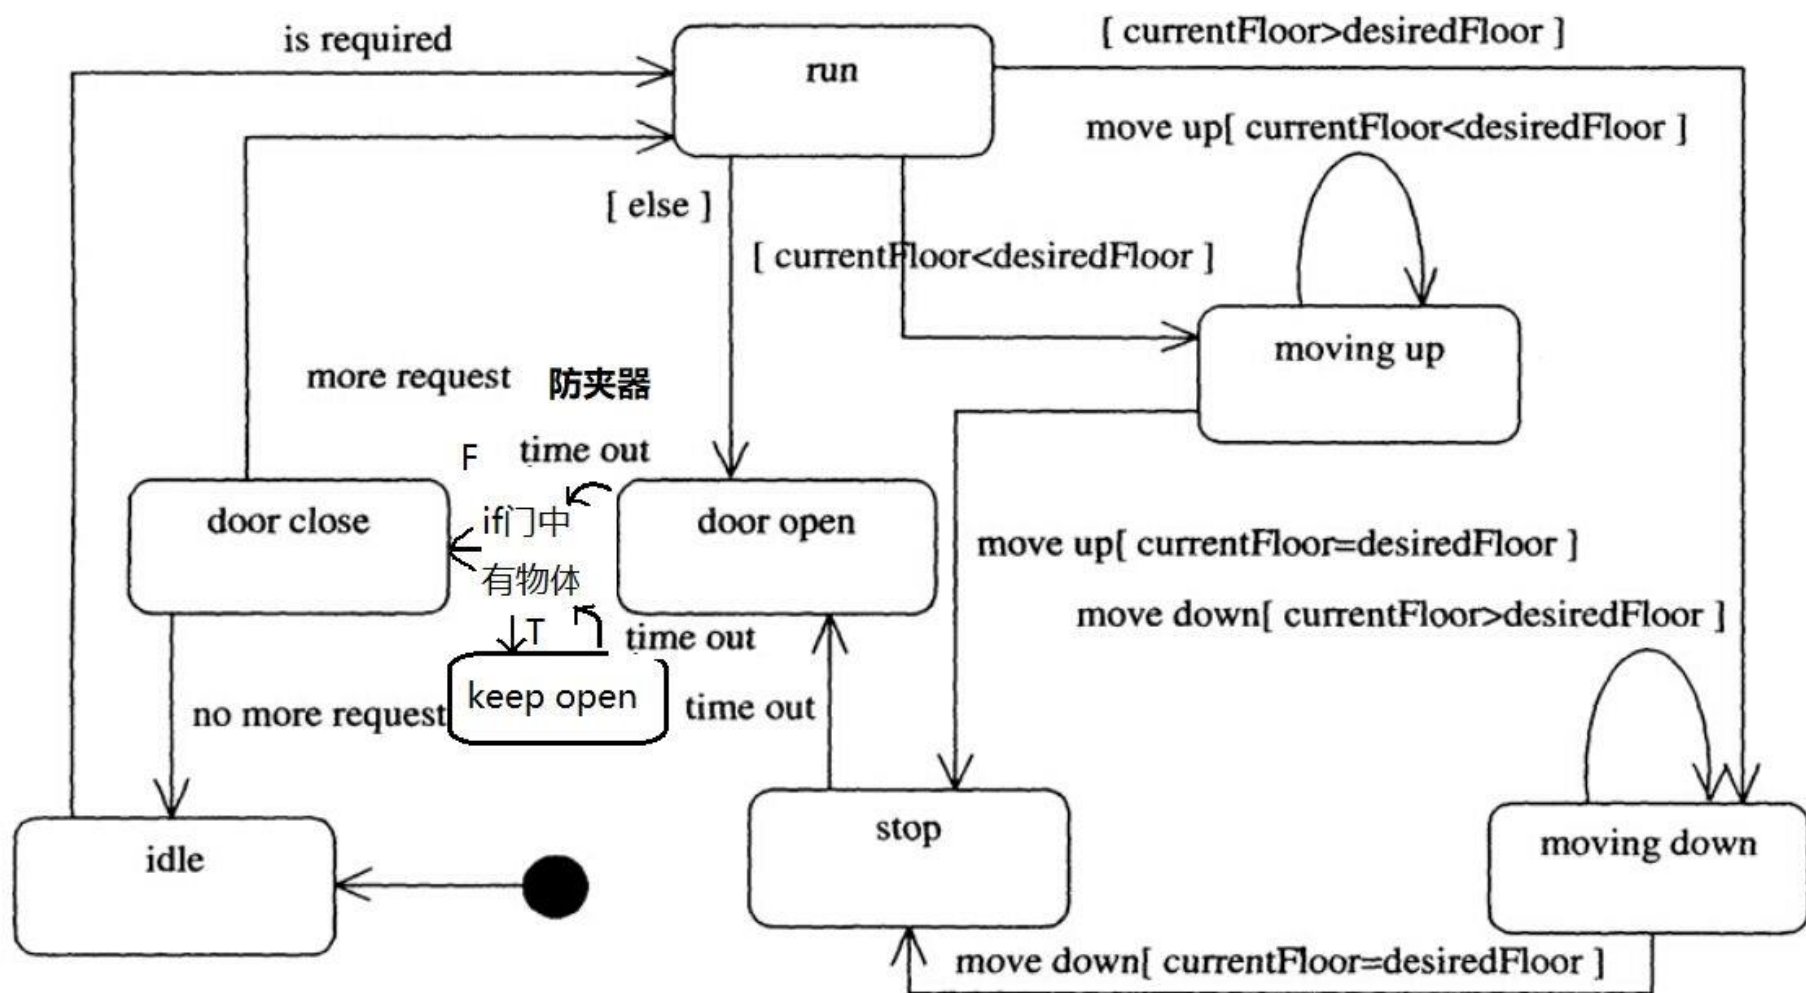 is required
[ currentFloor>desiredFloor ]
run
move up[ currentFloor<desiredFloor ]
[ else ]
[ currentFloor<desiredFloor ]
moving up
more request
防夹器
F
time out
door close
if门中
有物体
door open
move up[ currentFloor=desiredFloor ]
move down[ currentFloor>desiredFloor ]
T
time out
keep open
no more request
time out
idle
stop
moving down
move down[ currentFloor=desiredFloor ]